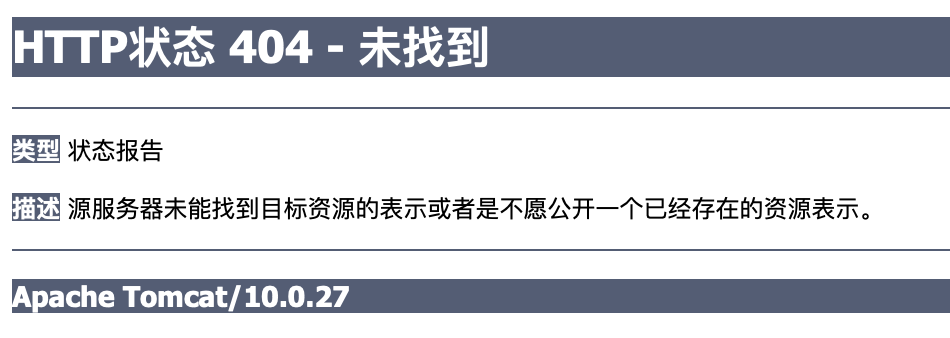 HTTP状态 404 - 未找到
类型 状态报告
描述 源服务器未能找到目标资源的表示或者是不愿公开一个已经存在的资源表示。
Apache Tomcat/10.0.27